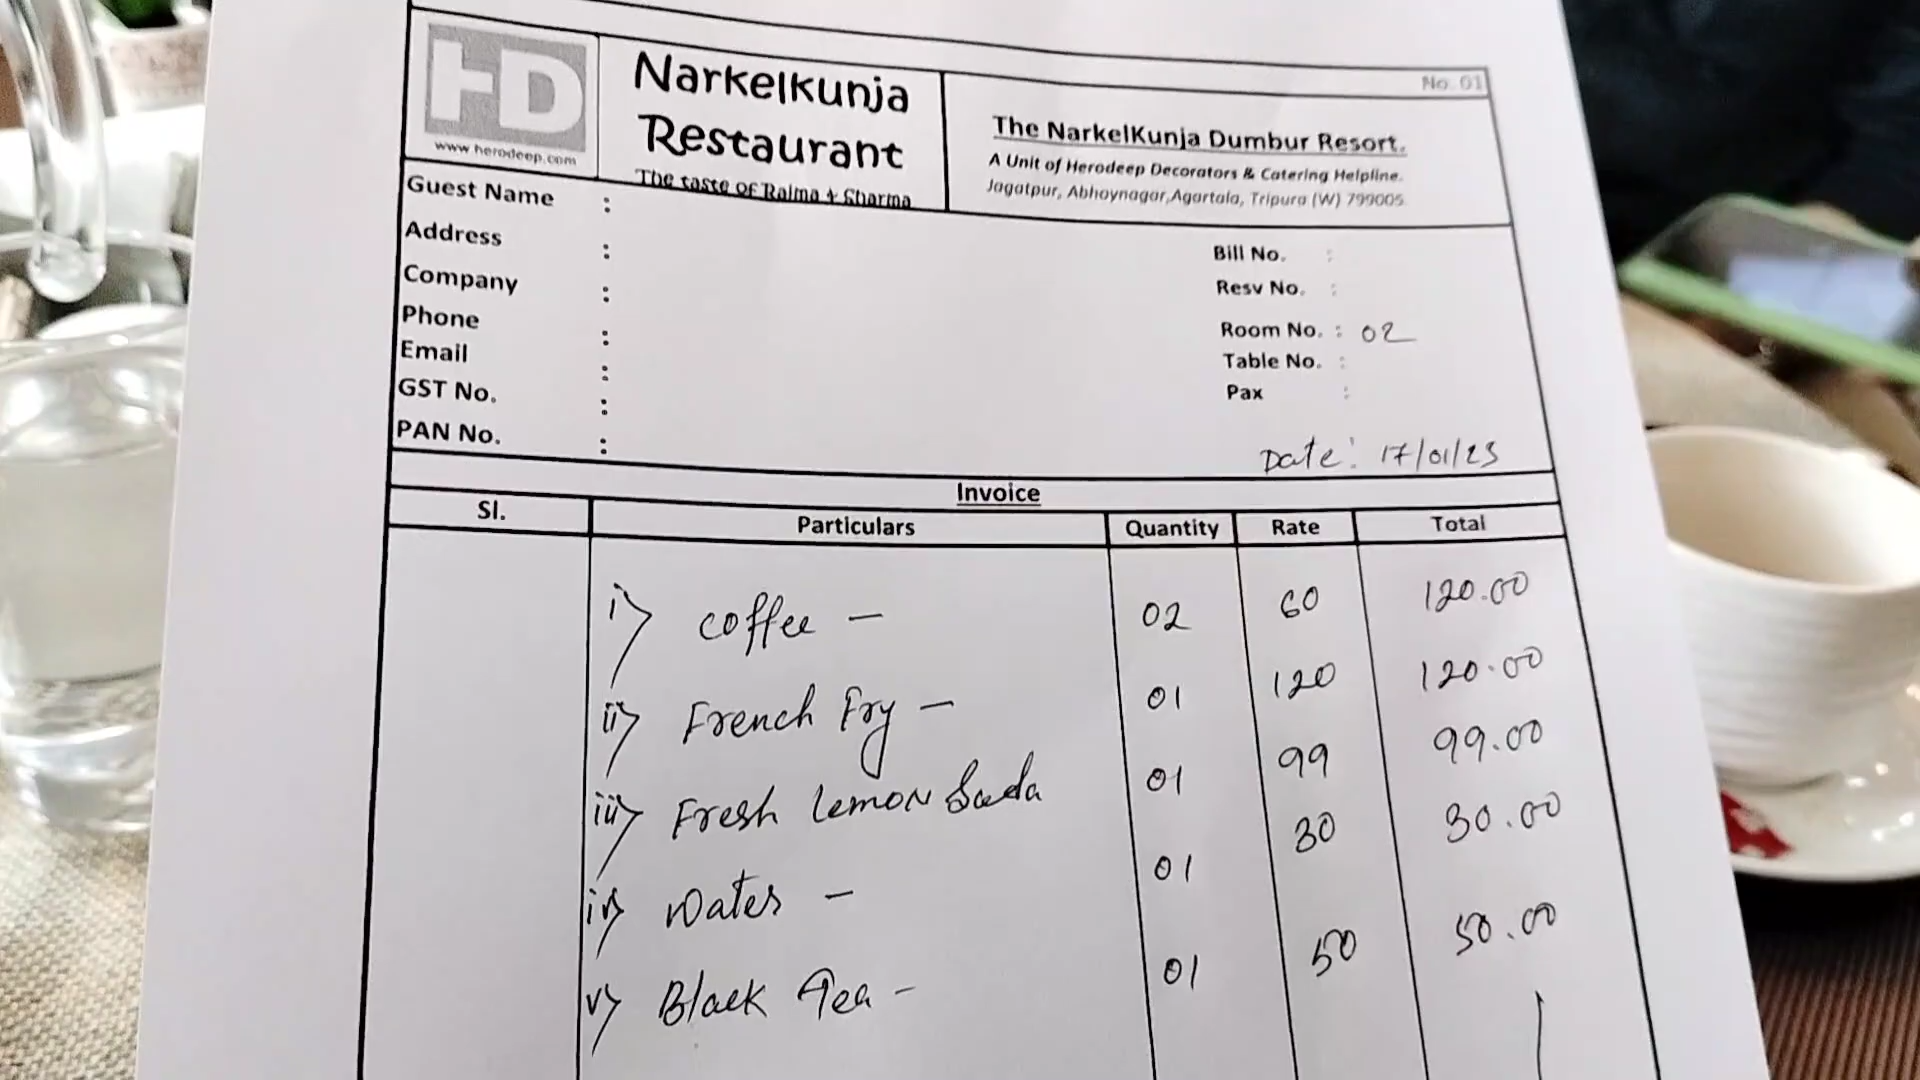 HD
www.herodeep.com
Narkelkunja
Restaurant
The taste of Raima & Sharma
No. 01
The NarkelKunja Dumbur Resort.
A Unit of Herodeep Decorators & Catering Helpline.
Jagatpur, Abhoynagar,Agartala, Tripura (W) 799005
Guest Name :
Address :
Company :
Phone :
Email :
GST No. :
PAN No. :
Bill No. :
Resv No. :
Room No. : 02
Table No. :
Pax :
Date: 17/01/23
Invoice
Sl. Particulars Quantity Rate Total
i) Coffee - 02 60 120.00
ii) French Fry - 01 120 120.00
iii) Fresh Lemon Soda 01 99 99.00
iv) Water - 01 30 30.00
v) Black Tea - 01 50 50.00